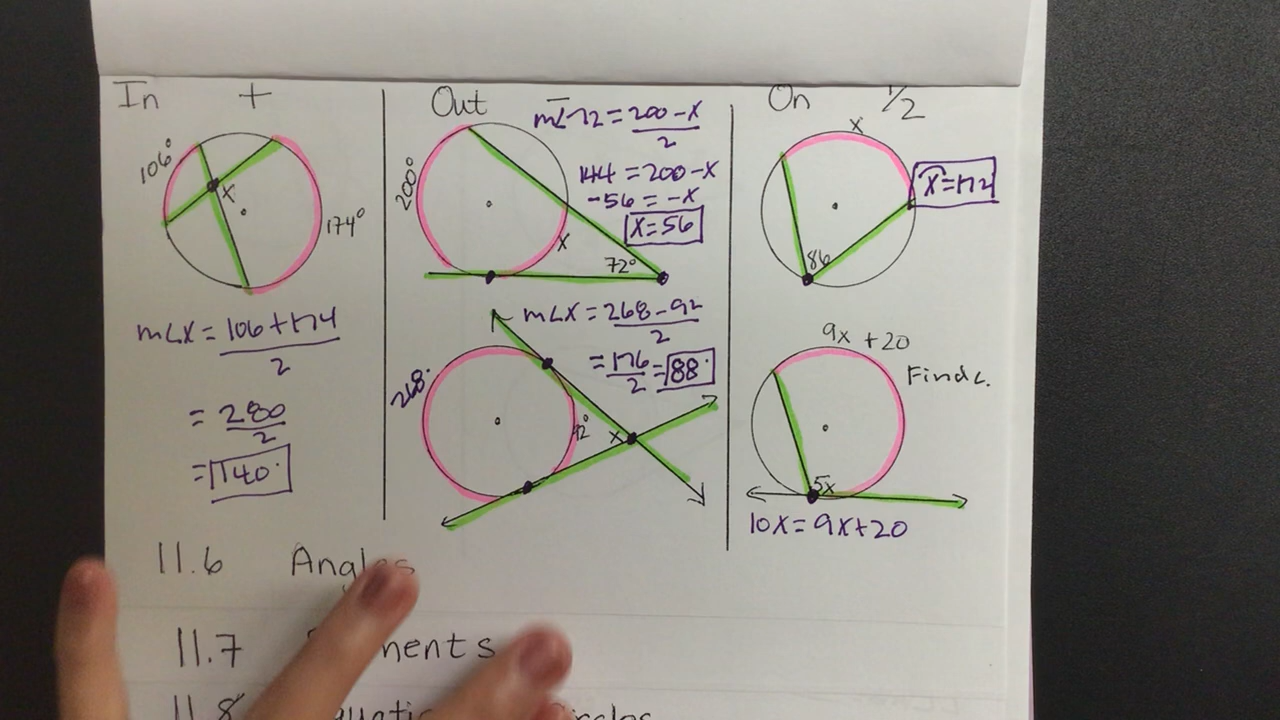 In +
106°
x
174°
m∠x = 106+174
2
= 280
2
= 140°
Out
m∠72 = 200-x
2
144 = 200-x
-56 = -x
x=56
200°
x
72°
m∠x = 268-92
2
= 176 = 88°
2
268°
92°
x
On 1/2
x
x=172
86
9x +20
Find c.
5x
10x = 9x+20
11.6 Angles
11.7
11.8